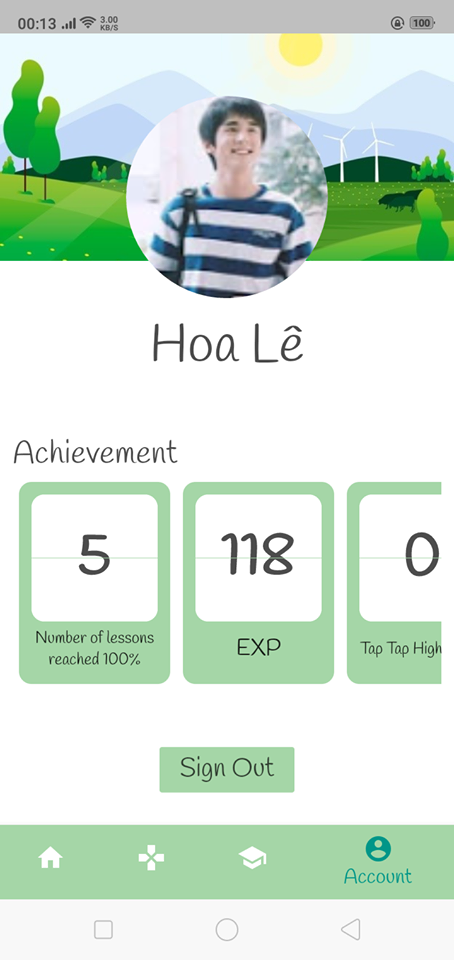 00:13 3.00 KB/S 100
Hoa Lê
Achievement
5 118 0
Number of lessons
reached 100%
EXP
Tap Tap High
Sign Out
Account